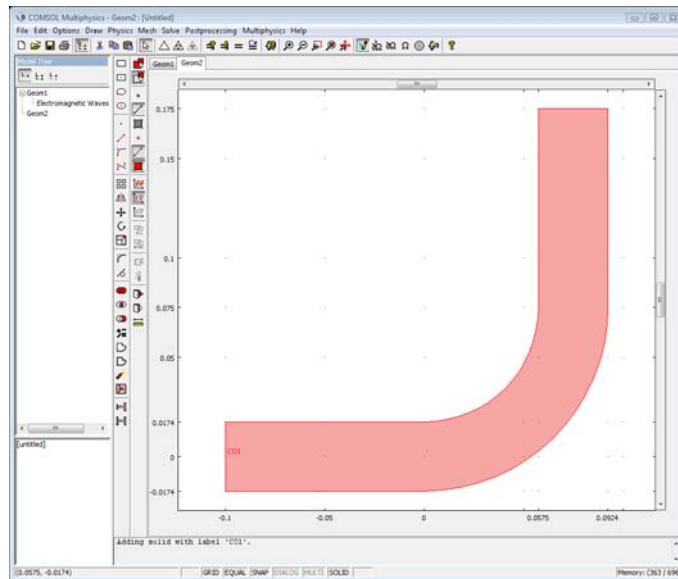 COMSOL Multiphysics - Geom2 : [Untitled]
File Edit Options Draw Physics Mesh Solve Postprocessing Multiphysics Help
Model Tree
Geom1 Geom2
Geom1
Electromagnetic Waves
Geom2
0.175
0.15
0.1
0.075
0.05
0.0174
0
-0.0174
CO1
-0.1 -0.05 0 0.0575 0.0924
[untitled]
Adding solid with label 'CO1'.
(0.0575, -0.0174) GRID EQUAL SNAP DIALOG MULTI SOLID Memory: (363 / 696